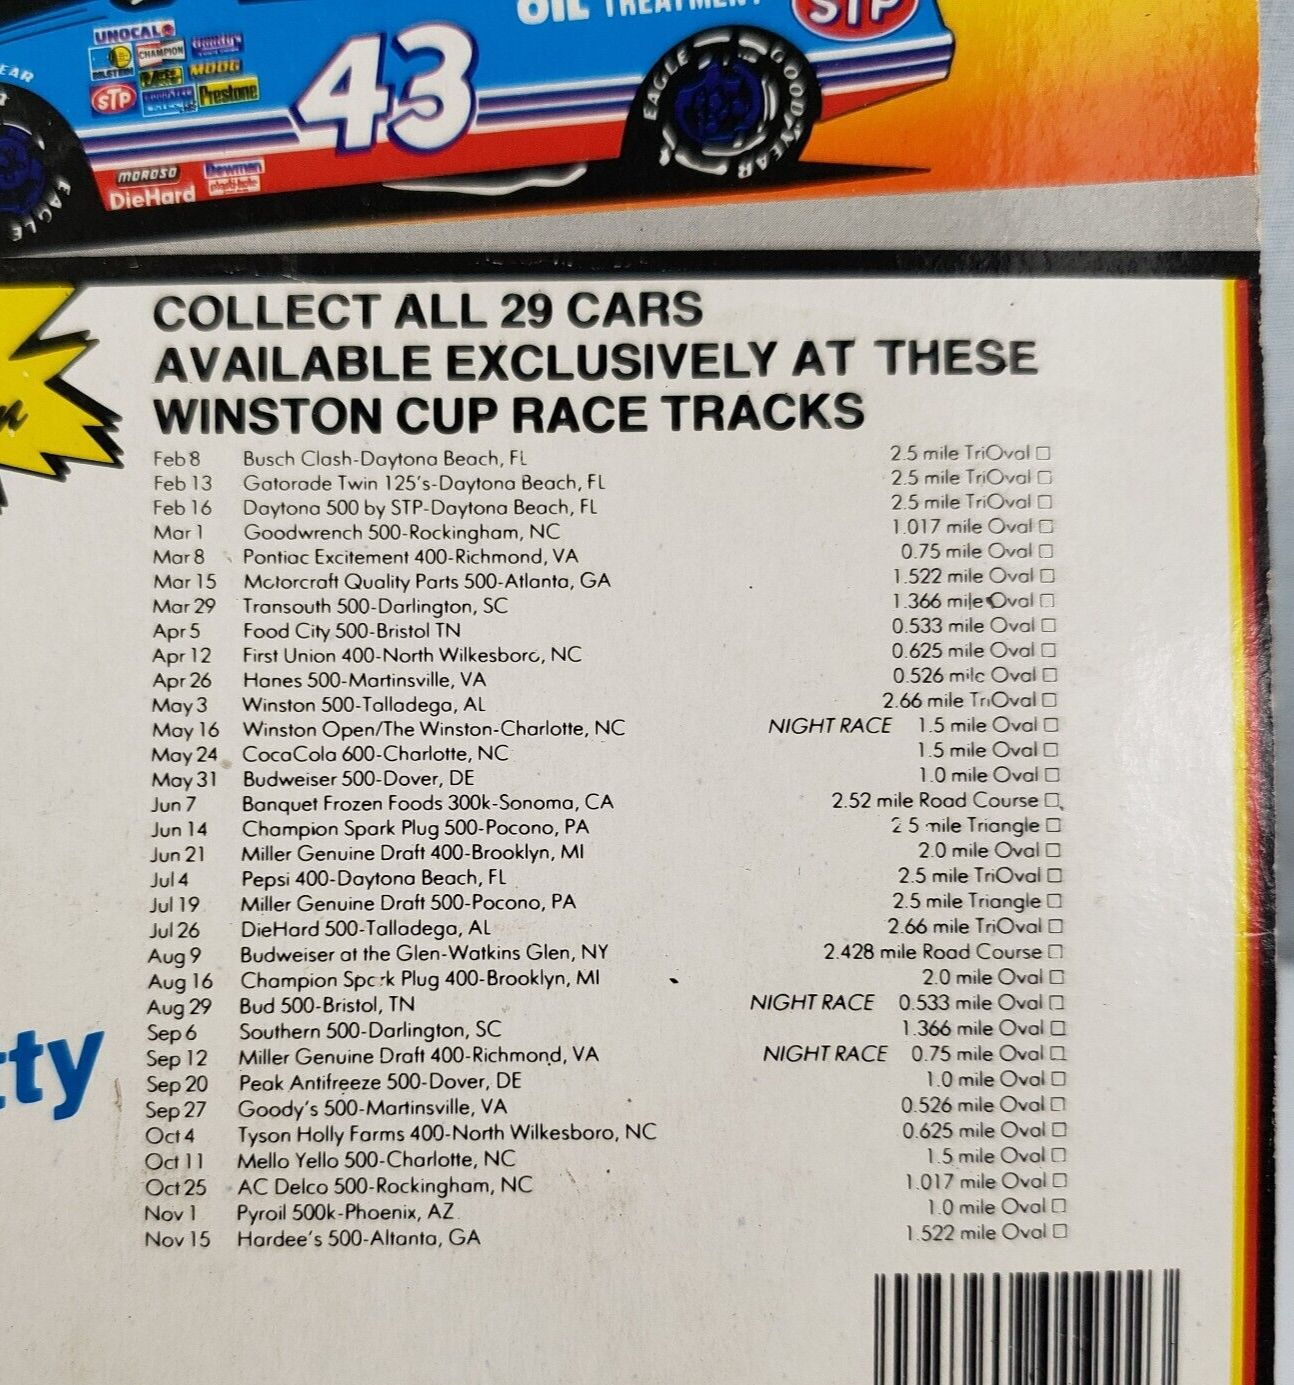 OIL TREATMENT
STP
UNOCAL
CHAMPION
MOOG
STP
Prestone
43
EAGLE
GOODYEAR
MOROSO
DieHard
EAGLE
COLLECT ALL 29 CARS
AVAILABLE EXCLUSIVELY AT THESE
WINSTON CUP RACE TRACKS
Feb 8 Busch Clash-Daytona Beach, FL 2.5 mile TriOval
Feb 13 Gatorade Twin 125's-Daytona Beach, FL 2.5 mile TriOval
Feb 16 Daytona 500 by STP-Daytona Beach, FL 2.5 mile TriOval
Mar 1 Goodwrench 500-Rockingham, NC 1.017 mile Oval
Mar 8 Pontiac Excitement 400-Richmond, VA 0.75 mile Oval
Mar 15 Motorcraft Quality Parts 500-Atlanta, GA 1.522 mile Oval
Mar 29 Transouth 500-Darlington, SC 1.366 mile Oval
Apr 5 Food City 500-Bristol TN 0.533 mile Oval
Apr 12 First Union 400-North Wilkesboro, NC 0.625 mile Oval
Apr 26 Hanes 500-Martinsville, VA 0.526 mile Oval
May 3 Winston 500-Talladega, AL 2.66 mile TriOval
May 16 Winston Open/The Winston-Charlotte, NC NIGHT RACE 1.5 mile Oval
May 24 CocaCola 600-Charlotte, NC 1.5 mile Oval
May 31 Budweiser 500-Dover, DE 1.0 mile Oval
Jun 7 Banquet Frozen Foods 300k-Sonoma, CA 2.52 mile Road Course
Jun 14 Champion Spark Plug 500-Pocono, PA 2 5 mile Triangle
Jun 21 Miller Genuine Draft 400-Brooklyn, MI 2.0 mile Oval
Jul 4 Pepsi 400-Daytona Beach, FL 2.5 mile TriOval
Jul 19 Miller Genuine Draft 500-Pocono, PA 2.5 mile Triangle
Jul 26 DieHard 500-Talladega, AL 2.66 mile TriOval
Aug 9 Budweiser at the Glen-Watkins Glen, NY 2.428 mile Road Course
Aug 16 Champion Spark Plug 400-Brooklyn, MI 2.0 mile Oval
Aug 29 Bud 500-Bristol, TN NIGHT RACE 0.533 mile Oval
Sep 6 Southern 500-Darlington, SC 1.366 mile Oval
Sep 12 Miller Genuine Draft 400-Richmond, VA NIGHT RACE 0.75 mile Oval
Sep 20 Peak Antifreeze 500-Dover, DE 1.0 mile Oval
Sep 27 Goody's 500-Martinsville, VA 0.526 mile Oval
Oct 4 Tyson Holly Farms 400-North Wilkesboro, NC 0.625 mile Oval
Oct 11 Mello Yello 500-Charlotte, NC 1.5 mile Oval
Oct 25 AC Delco 500-Rockingham, NC 1.017 mile Oval
Nov 1 Pyroil 500k-Phoenix, AZ 1.0 mile Oval
Nov 15 Hardee's 500-Altanta, GA 1.522 mile Oval
tty